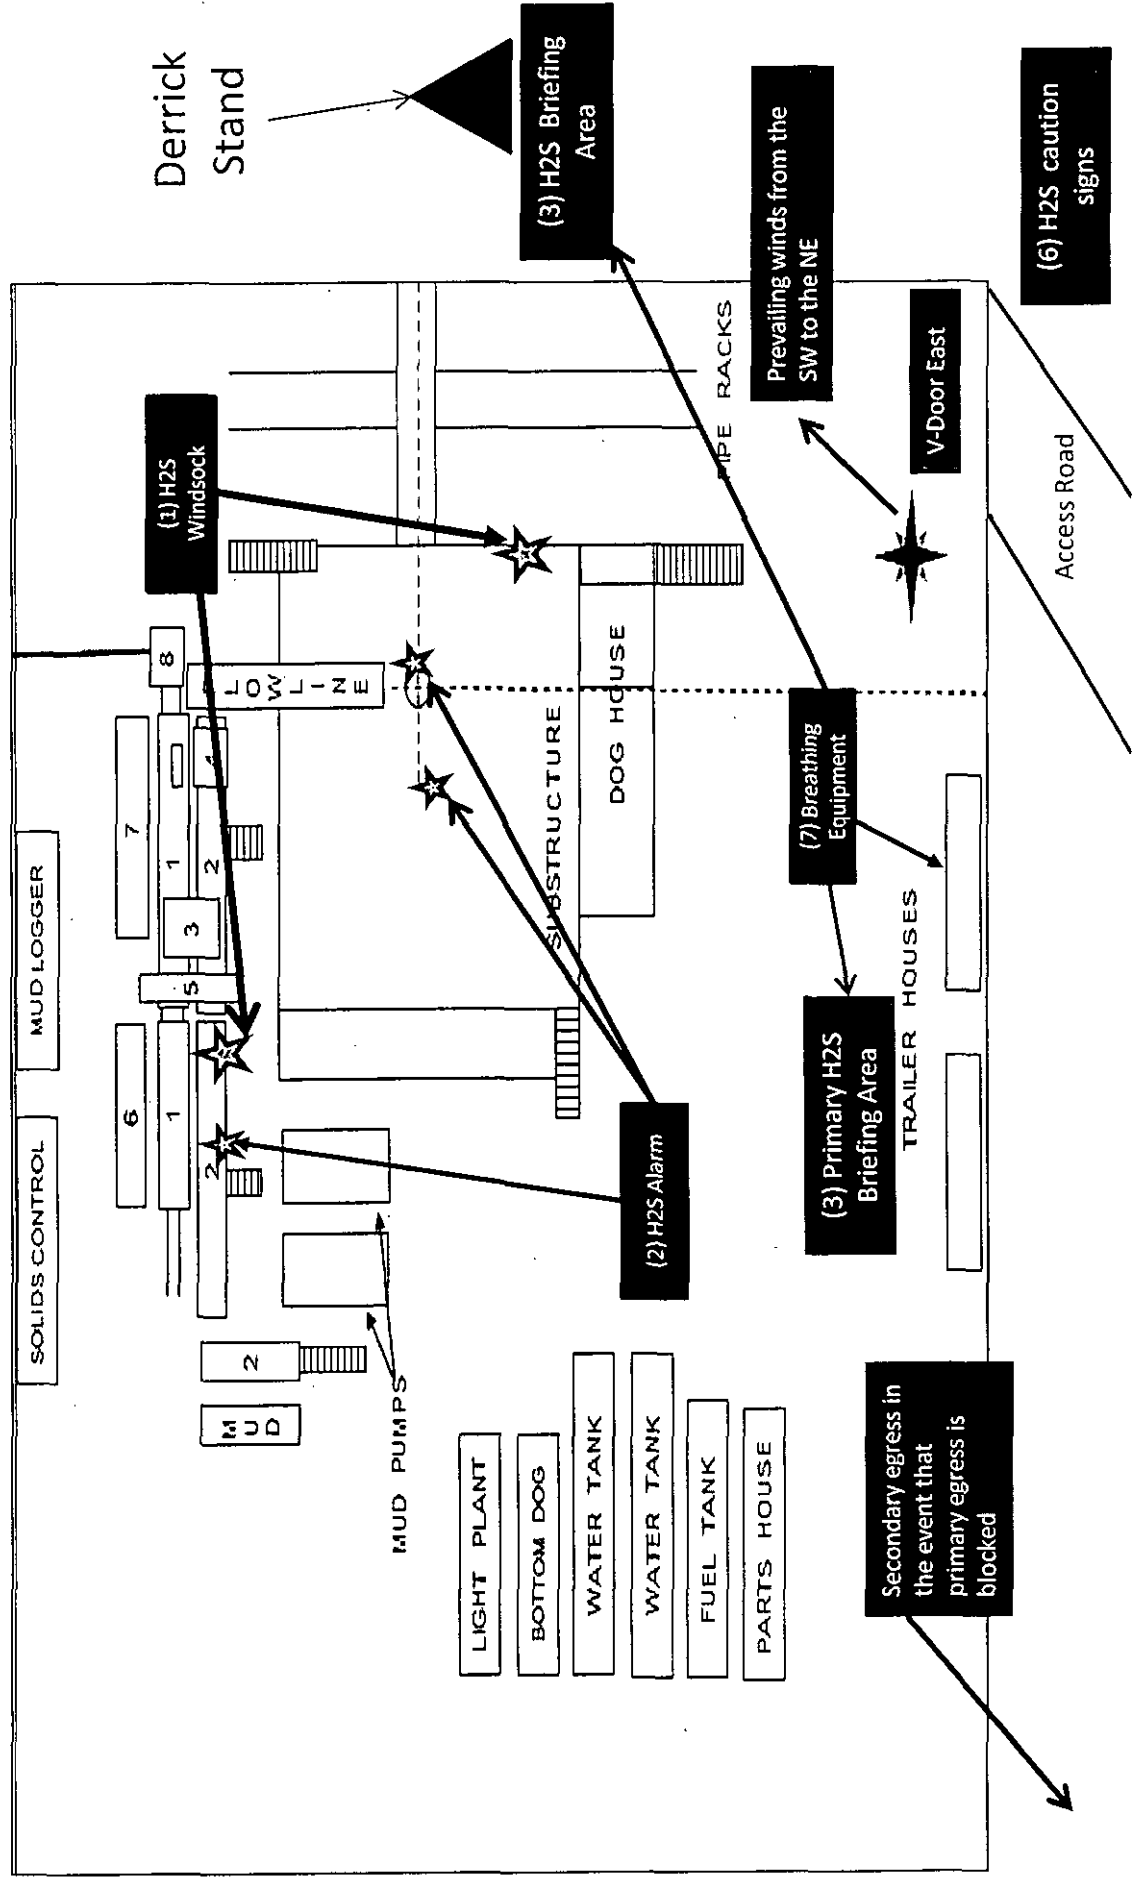 Derrick
Stand
(3) H2S Briefing
Area
Prevailing winds from the
SW to the NE
(6) H2S caution
signs
(1) H2S
Windsock
PIPE RACKS
V-Door East
Access Road
8
LOWLINE
7
1
4
2
3
5
MUD LOGGER
SUBSTRUCTURE
DOG HOUSE
(7) Breathing
Equipment
6
1
2
SOLIDS CONTROL
2
MUD
MUD PUMPS
(2) H2S Alarm
(3) Primary H2S
Briefing Area
TRAILER HOUSES
LIGHT PLANT
BOTTOM DOG
WATER TANK
WATER TANK
FUEL TANK
PARTS HOUSE
Secondary egress in
the event that
primary egress is
blocked